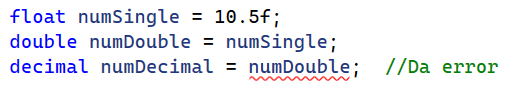 float numSingle = 10.5f;
double numDouble = numSingle;
decimal numDecimal = numDouble;  //Da error